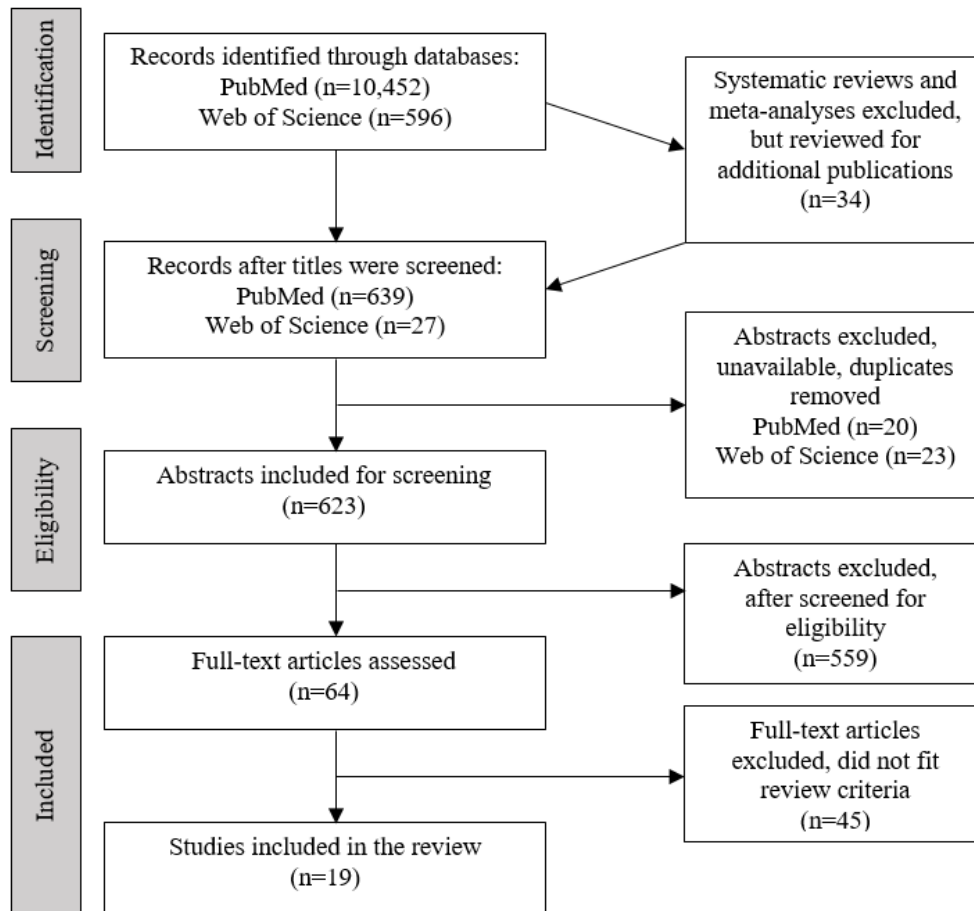 Identification
Records identified through databases:
PubMed (n=10,452)
Web of Science (n=596)
Systematic reviews and
meta-analyses excluded,
but reviewed for
additional publications
(n=34)
Screening
Records after titles were screened:
PubMed (n=639)
Web of Science (n=27)
Abstracts excluded,
unavailable, duplicates
removed
PubMed (n=20)
Web of Science (n=23)
Eligibility
Abstracts included for screening
(n=623)
Abstracts excluded,
after screened for
eligibility
(n=559)
Included
Full-text articles assessed
(n=64)
Full-text articles
excluded, did not fit
review criteria
(n=45)
Studies included in the review
(n=19)